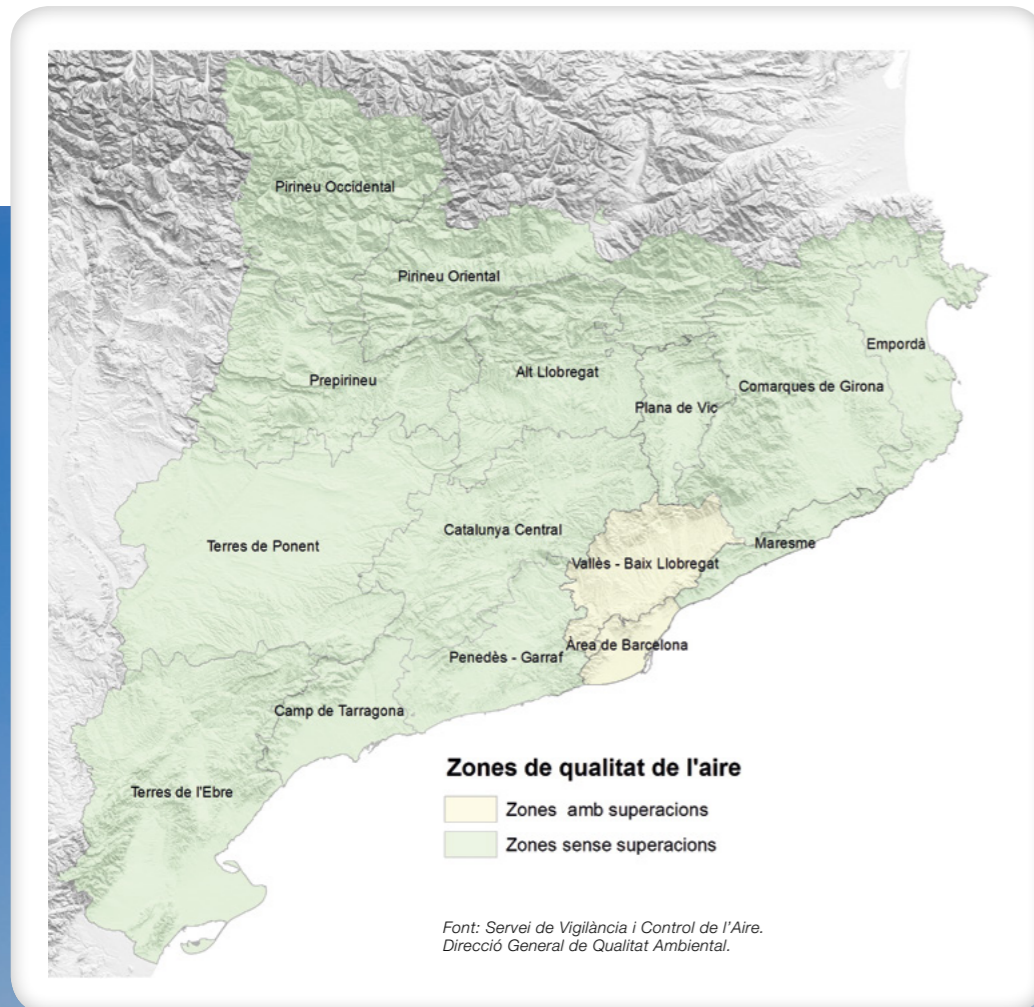 Pirineu Occidental
Pirineu Oriental
Empordà
Alt Llobregat
Prepirineu
Comarques de Girona
Plana de Vic
Catalunya Central
Maresme
Terres de Ponent
Vallès - Baix Llobregat
Àrea de Barcelona
Penedès - Garraf
Camp de Tarragona
Terres de l'Ebre
Zones de qualitat de l'aire
Zones amb superacions
Zones sense superacions
Font: Servei de Vigilància i Control de l'Aire.
Direcció General de Qualitat Ambiental.